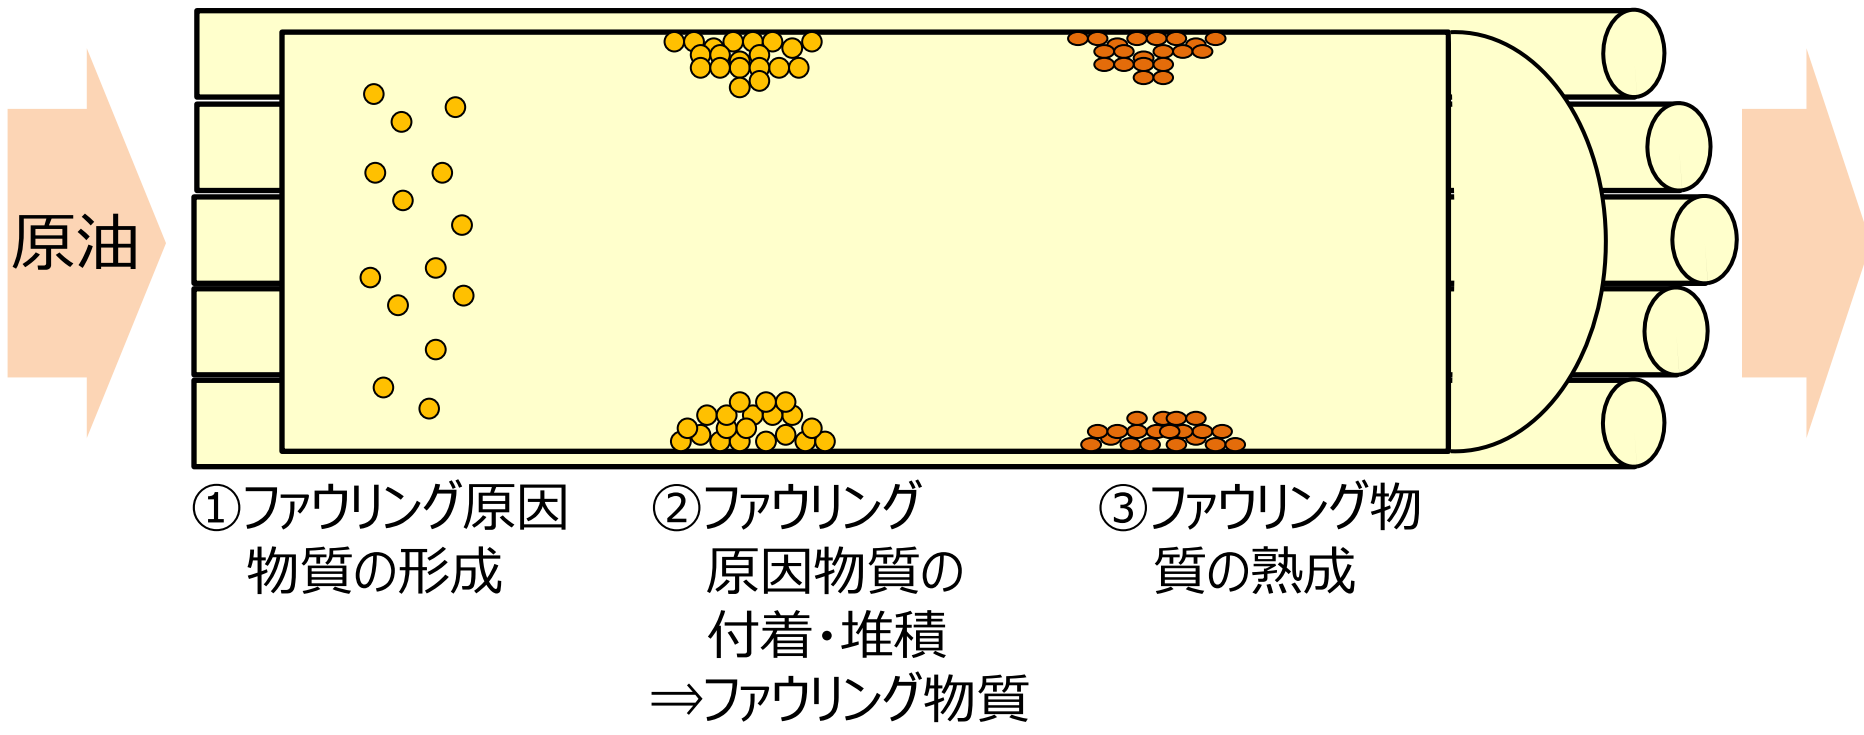 原油
①ファウリング原因
物質の形成
②ファウリング
原因物質の
付着・堆積
⇒ファウリング物質
③ファウリング物
質の熟成